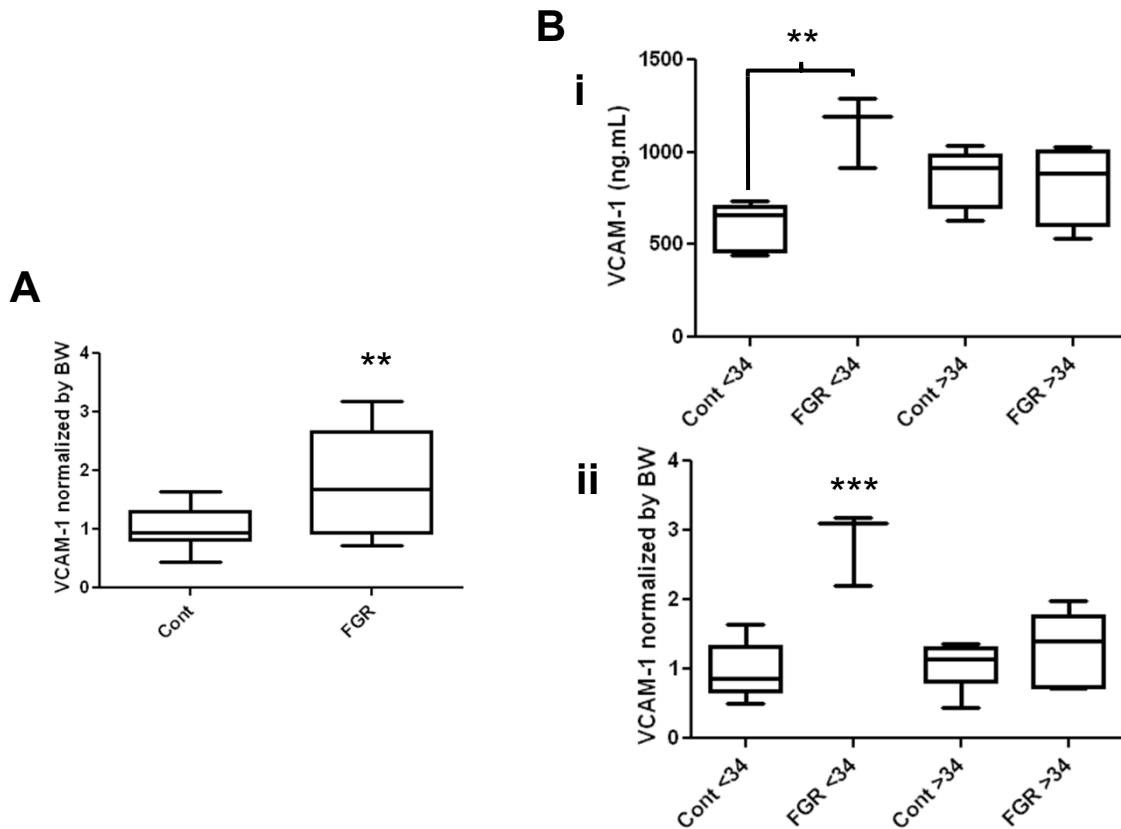 A
VCAM-1 normalized by BW
4
3
2
1
0
**
Cont
FGR
B
i
VCAM-1 (ng.mL)
1500
1000
500
0
**
Cont <34
FGR <34
Cont >34
FGR >34
ii
VCAM-1 normalized by BW
4
3
2
1
0
***
Cont <34
FGR <34
Cont >34
FGR >34